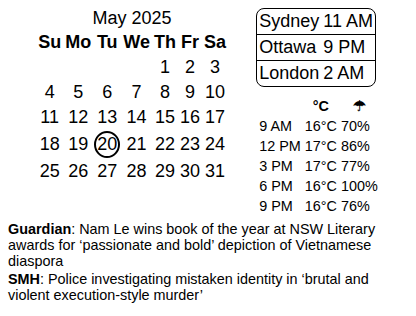 May 2025
Su Mo Tu We Th Fr Sa
1 2 3
4 5 6 7 8 9 10
11 12 13 14 15 16 17
18 19 20 21 22 23 24
25 26 27 28 29 30 31
Sydney 11 AM
Ottawa 9 PM
London 2 AM
°C ☂
9 AM 16°C 70%
12 PM 17°C 86%
3 PM 17°C 77%
6 PM 16°C 100%
9 PM 16°C 76%
Guardian: Nam Le wins book of the year at NSW Literary
awards for ‘passionate and bold’ depiction of Vietnamese
diaspora
SMH: Police investigating mistaken identity in ‘brutal and
violent execution-style murder’